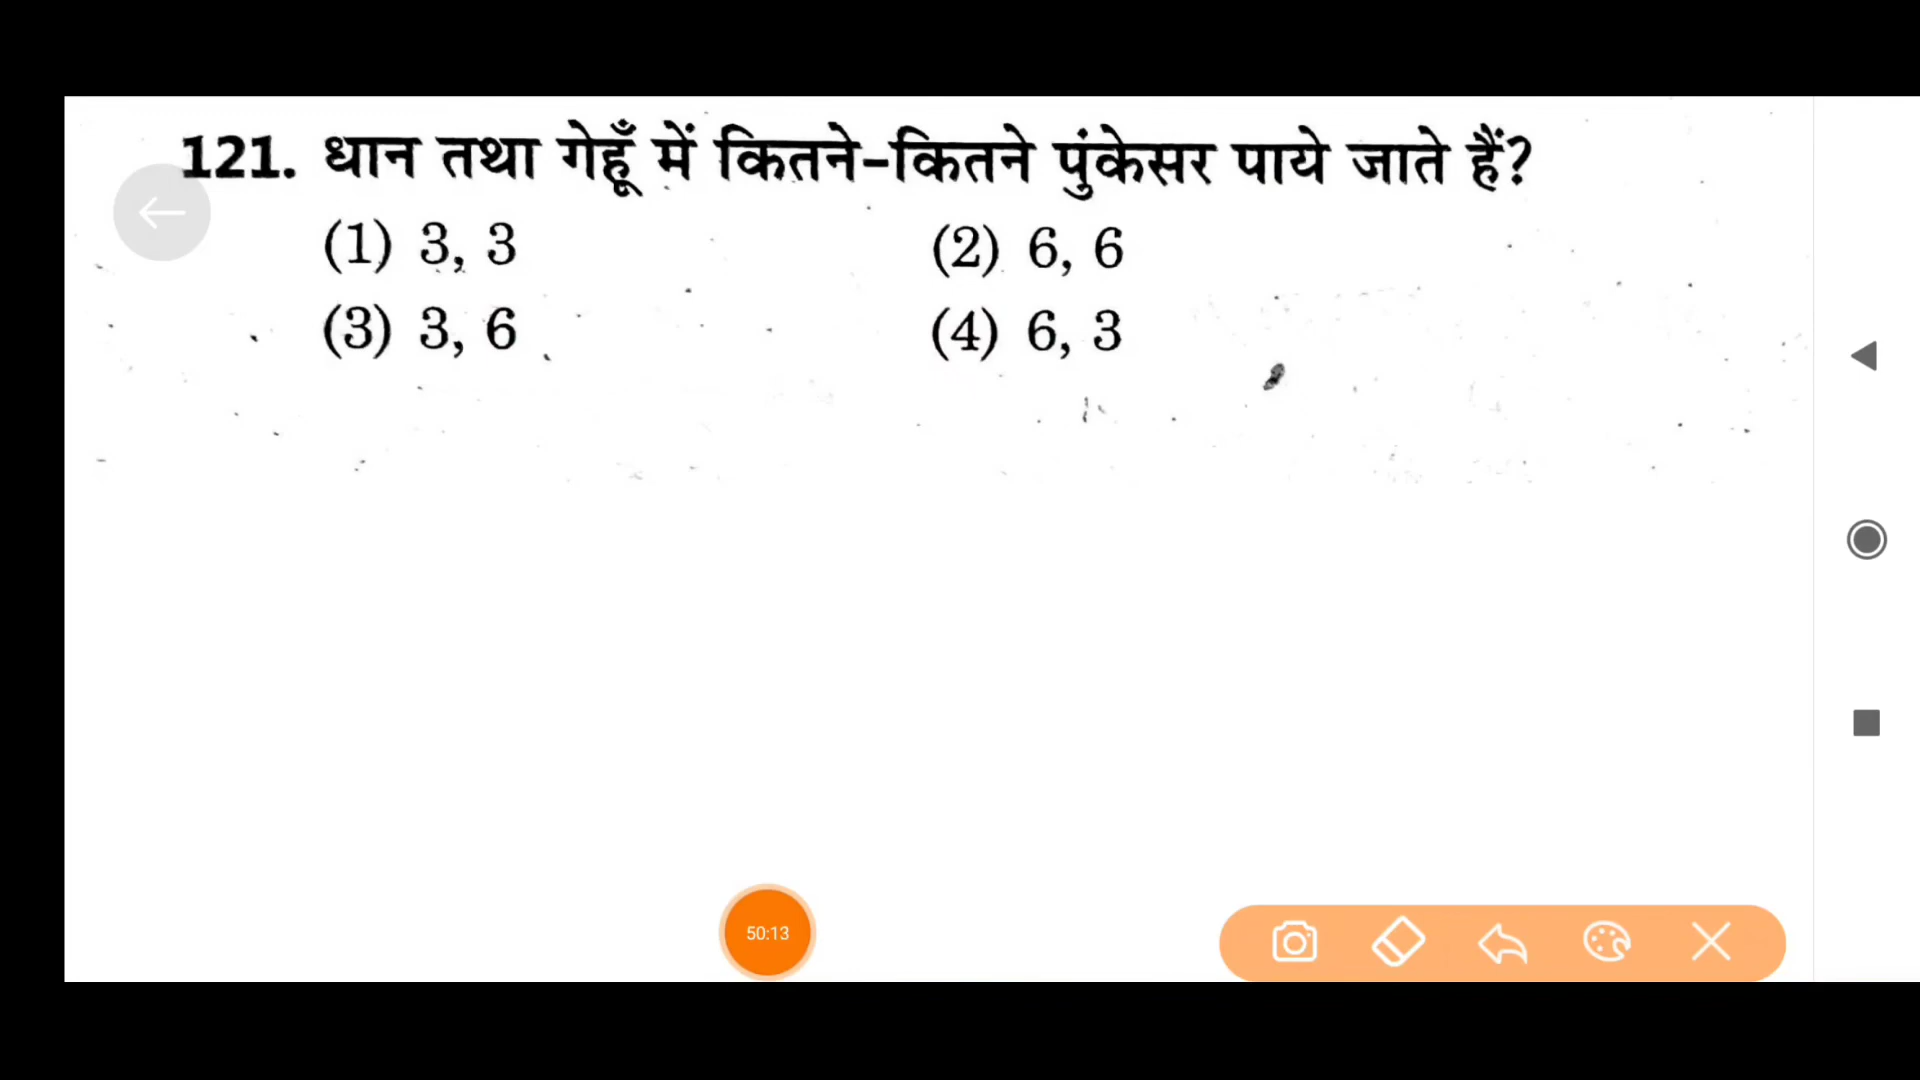 121. धान तथा गेहूँ में कितने-कितने पुंकेसर पाये जाते हैं?
(1) 3, 3 (2) 6, 6
(3) 3, 6 (4) 6, 3
50:13